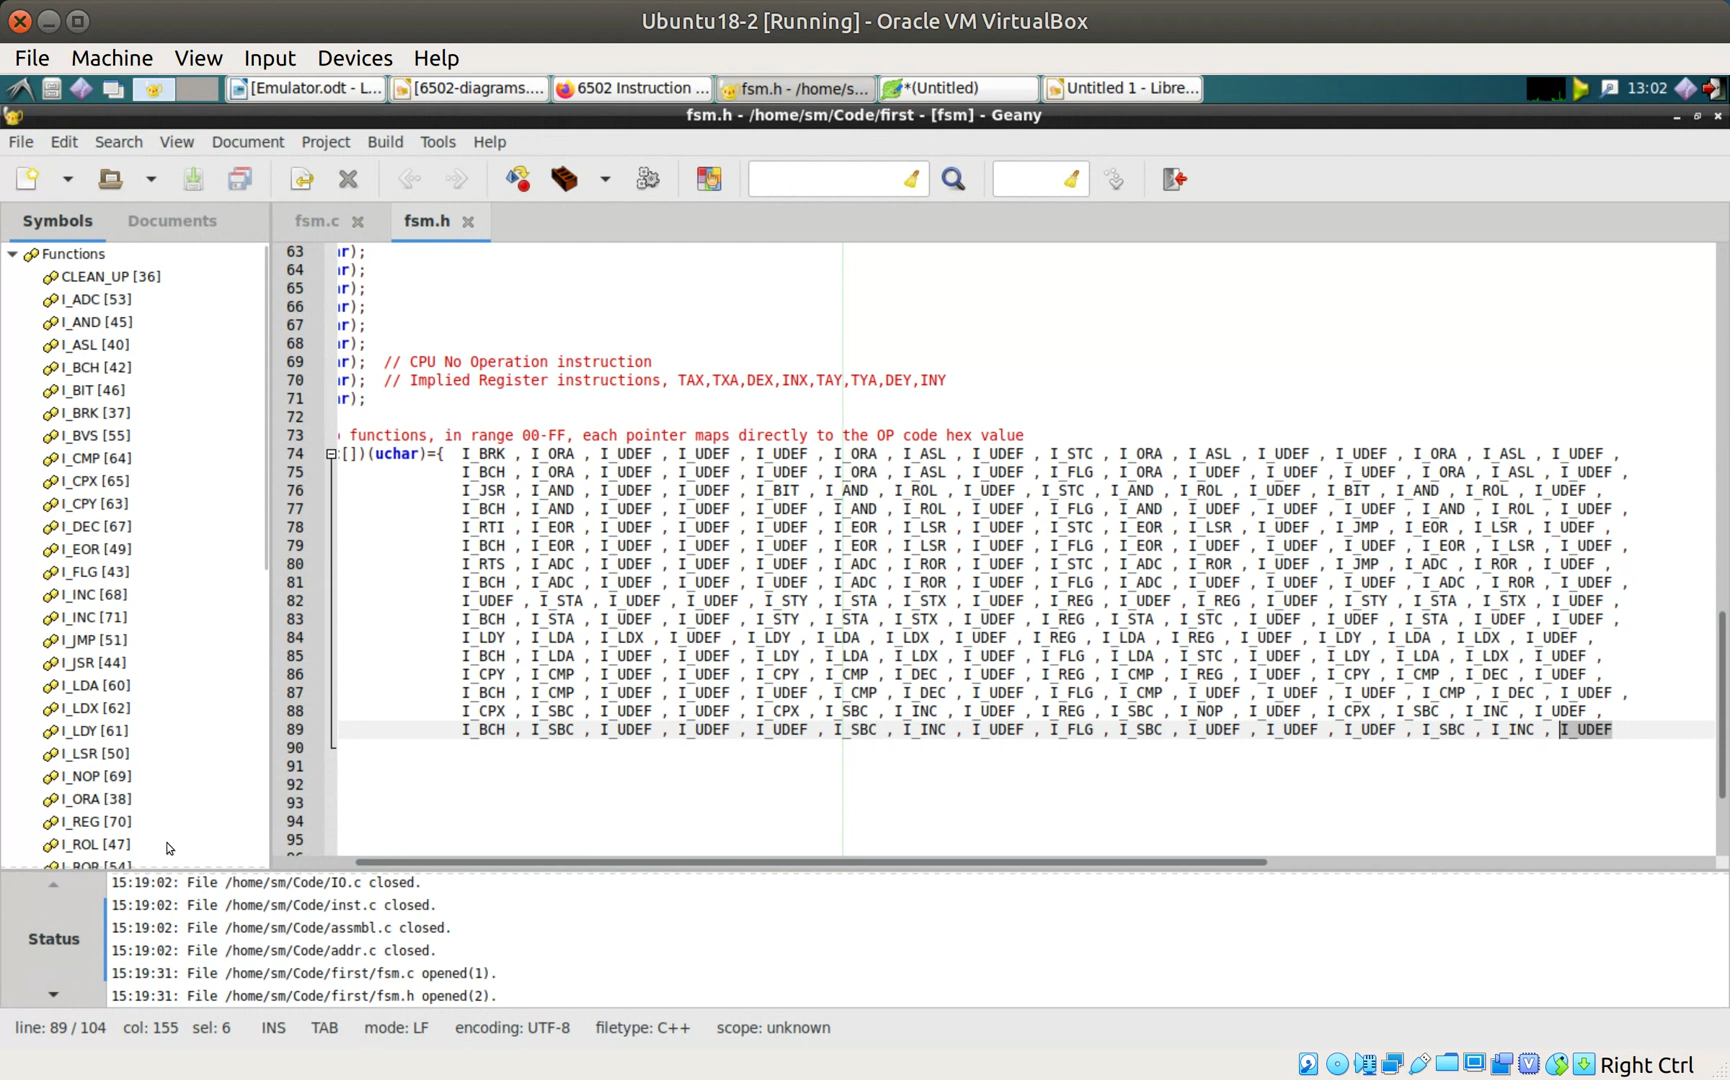 Ubuntu18-2 [Running] - Oracle VM VirtualBox
File Machine View Input Devices Help
[Emulator.odt - L... [6502-diagrams.... 6502 Instruction ... fsm.h - /home/s... *(Untitled) Untitled 1 - Libre... 13:02
fsm.h - /home/sm/Code/first - [fsm] - Geany
File Edit Search View Document Project Build Tools Help
Symbols Documents fsm.c fsm.h
Functions
CLEAN_UP [36]
I_ADC [53]
I_AND [45]
I_ASL [40]
I_BCH [42]
I_BIT [46]
I_BRK [37]
I_BVS [55]
I_CMP [64]
I_CPX [65]
I_CPY [63]
I_DEC [67]
I_EOR [49]
I_FLG [43]
I_INC [68]
I_INC [71]
I_JMP [51]
I_JSR [44]
I_LDA [60]
I_LDX [62]
I_LDY [61]
I_LSR [50]
I_NOP [69]
I_ORA [38]
I_REG [70]
I_ROL [47]
I_ROR [54]
63 ar);
64 ar);
65 ar);
66 ar);
67 ar);
68 ar);
69 ar); // CPU No Operation instruction
70 ar); // Implied Register instructions, TAX,TXA,DEX,INX,TAY,TYA,DEY,INY
71 ar);
72
73 functions, in range 00-FF, each pointer maps directly to the OP code hex value
74 [])(uchar)={ I_BRK , I_ORA , I_UDEF , I_UDEF , I_UDEF , I_ORA , I_ASL , I_UDEF , I_STC , I_ORA , I_ASL , I_UDEF , I_UDEF , I_ORA , I_ASL , I_UDEF ,
75 I_BCH , I_ORA , I_UDEF , I_UDEF , I_UDEF , I_ORA , I_ASL , I_UDEF , I_FLG , I_ORA , I_UDEF , I_UDEF , I_UDEF , I_ORA , I_ASL , I_UDEF ,
76 I_JSR , I_AND , I_UDEF , I_UDEF , I_BIT , I_AND , I_ROL , I_UDEF , I_STC , I_AND , I_ROL , I_UDEF , I_BIT , I_AND , I_ROL , I_UDEF ,
77 I_BCH , I_AND , I_UDEF , I_UDEF , I_UDEF , I_AND , I_ROL , I_UDEF , I_FLG , I_AND , I_UDEF , I_UDEF , I_UDEF , I_AND , I_ROL , I_UDEF ,
78 I_RTI , I_EOR , I_UDEF , I_UDEF , I_UDEF , I_EOR , I_LSR , I_UDEF , I_STC , I_EOR , I_LSR , I_UDEF , I_JMP , I_EOR , I_LSR , I_UDEF ,
79 I_BCH , I_EOR , I_UDEF , I_UDEF , I_UDEF , I_EOR , I_LSR , I_UDEF , I_FLG , I_EOR , I_UDEF , I_UDEF , I_UDEF , I_EOR , I_LSR , I_UDEF ,
80 I_RTS , I_ADC , I_UDEF , I_UDEF , I_UDEF , I_ADC , I_ROR , I_UDEF , I_STC , I_ADC , I_ROR , I_UDEF , I_JMP , I_ADC , I_ROR , I_UDEF ,
81 I_BCH , I_ADC , I_UDEF , I_UDEF , I_UDEF , I_ADC , I_ROR , I_UDEF , I_FLG , I_ADC , I_UDEF , I_UDEF , I_UDEF , I_ADC , I_ROR , I_UDEF ,
82 I_UDEF , I_STA , I_UDEF , I_UDEF , I_STY , I_STA , I_STX , I_UDEF , I_REG , I_UDEF , I_REG , I_UDEF , I_STY , I_STA , I_STX , I_UDEF ,
83 I_BCH , I_STA , I_UDEF , I_UDEF , I_STY , I_STA , I_STX , I_UDEF , I_REG , I_STA , I_STC , I_UDEF , I_UDEF , I_STA , I_UDEF , I_UDEF ,
84 I_LDY , I_LDA , I_LDX , I_UDEF , I_LDY , I_LDA , I_LDX , I_UDEF , I_REG , I_LDA , I_REG , I_UDEF , I_LDY , I_LDA , I_LDX , I_UDEF ,
85 I_BCH , I_LDA , I_UDEF , I_UDEF , I_LDY , I_LDA , I_LDX , I_UDEF , I_FLG , I_LDA , I_STC , I_UDEF , I_LDY , I_LDA , I_LDX , I_UDEF ,
86 I_CPY , I_CMP , I_UDEF , I_UDEF , I_CPY , I_CMP , I_DEC , I_UDEF , I_REG , I_CMP , I_REG , I_UDEF , I_CPY , I_CMP , I_DEC , I_UDEF ,
87 I_BCH , I_CMP , I_UDEF , I_UDEF , I_UDEF , I_CMP , I_DEC , I_UDEF , I_FLG , I_CMP , I_UDEF , I_UDEF , I_UDEF , I_CMP , I_DEC , I_UDEF ,
88 I_CPX , I_SBC , I_UDEF , I_UDEF , I_CPX , I_SBC , I_INC , I_UDEF , I_REG , I_SBC , I_NOP , I_UDEF , I_CPX , I_SBC , I_INC , I_UDEF ,
89 I_BCH , I_SBC , I_UDEF , I_UDEF , I_UDEF , I_SBC , I_INC , I_UDEF , I_FLG , I_SBC , I_UDEF , I_UDEF , I_UDEF , I_SBC , I_INC , I_UDEF
90
91
92
93
94
95
Status
15:19:02: File /home/sm/Code/IO.c closed.
15:19:02: File /home/sm/Code/inst.c closed.
15:19:02: File /home/sm/Code/assmbl.c closed.
15:19:02: File /home/sm/Code/addr.c closed.
15:19:31: File /home/sm/Code/first/fsm.c opened(1).
15:19:31: File /home/sm/Code/first/fsm.h opened(2).
line: 89 / 104 col: 155 sel: 6 INS TAB mode: LF encoding: UTF-8 filetype: C++ scope: unknown
Right Ctrl